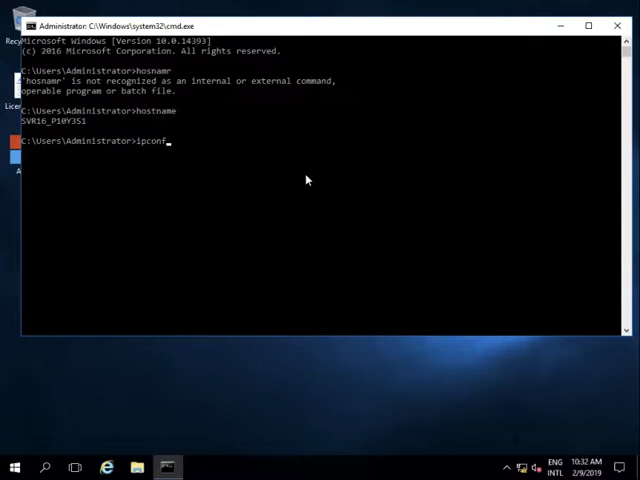 Administrator: C:\Windows\system32\cmd.exe
Microsoft Windows [Version 10.0.14393]
(c) 2016 Microsoft Corporation. All rights reserved.
C:\Users\Administrator>hosnamr
'hosnamr' is not recognized as an internal or external command,
operable program or batch file.
C:\Users\Administrator>hostname
SVR16_P10Y3S1
C:\Users\Administrator>ipconf
Recy
Licen
A
ENG
INTL
10:32 AM
2/9/2019